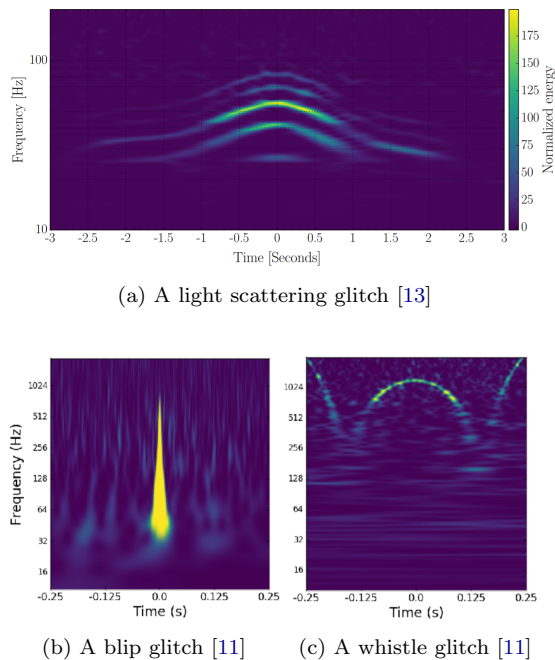 100
10
Frequency [Hz]
-3 -2.5 -2 -1.5 -1 -0.5 0 0.5 1 1.5 2 2.5 3
Time [Seconds]
175
150
125
100
75
50
25
0
Normalized energy
(a) A light scattering glitch [13]
1024
512
256
128
64
32
16
Frequency (Hz)
-0.25 -0.125 0.0 0.125 0.25
Time (s)
(b) A blip glitch [11]
1024
512
256
128
64
32
16
-0.25 -0.125 0.0 0.125 0.25
Time (s)
(c) A whistle glitch [11]